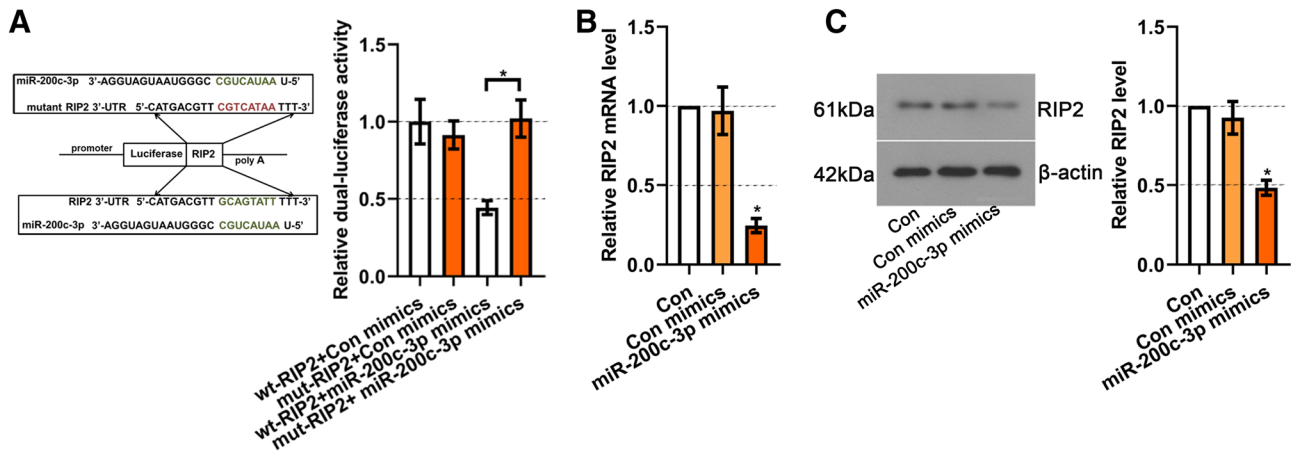 A
miR-200c-3p 3'-AGGUAGUAAUGGGC CGUCAUAA U-5'
mutant RIP2 3'-UTR 5'-CATGACGTT CGTCATAA TTT-3'
promoter
Luciferase RIP2
poly A
RIP2 3'-UTR 5'-CATGACGTT GCAGTATT TTT-3'
miR-200c-3p 3'-AGGUAGUAAUGGGC CGUCAUAA U-5'
Relative dual-luciferase activity
1.5
1.0
0.5
0.0
*
wt-RIP2+Con mimics
mut-RIP2+Con mimics
wt-RIP2+miR-200c-3p mimics
mut-RIP2+ miR-200c-3p mimics
B
Relative RIP2 mRNA level
1.5
1.0
0.5
0.0
*
Con
Con mimics
miR-200c-3p mimics
C
61kDa
RIP2
42kDa
β-actin
Con
Con mimics
miR-200c-3p mimics
Relative RIP2 level
1.5
1.0
0.5
0.0
*
Con
Con mimics
miR-200c-3p mimics